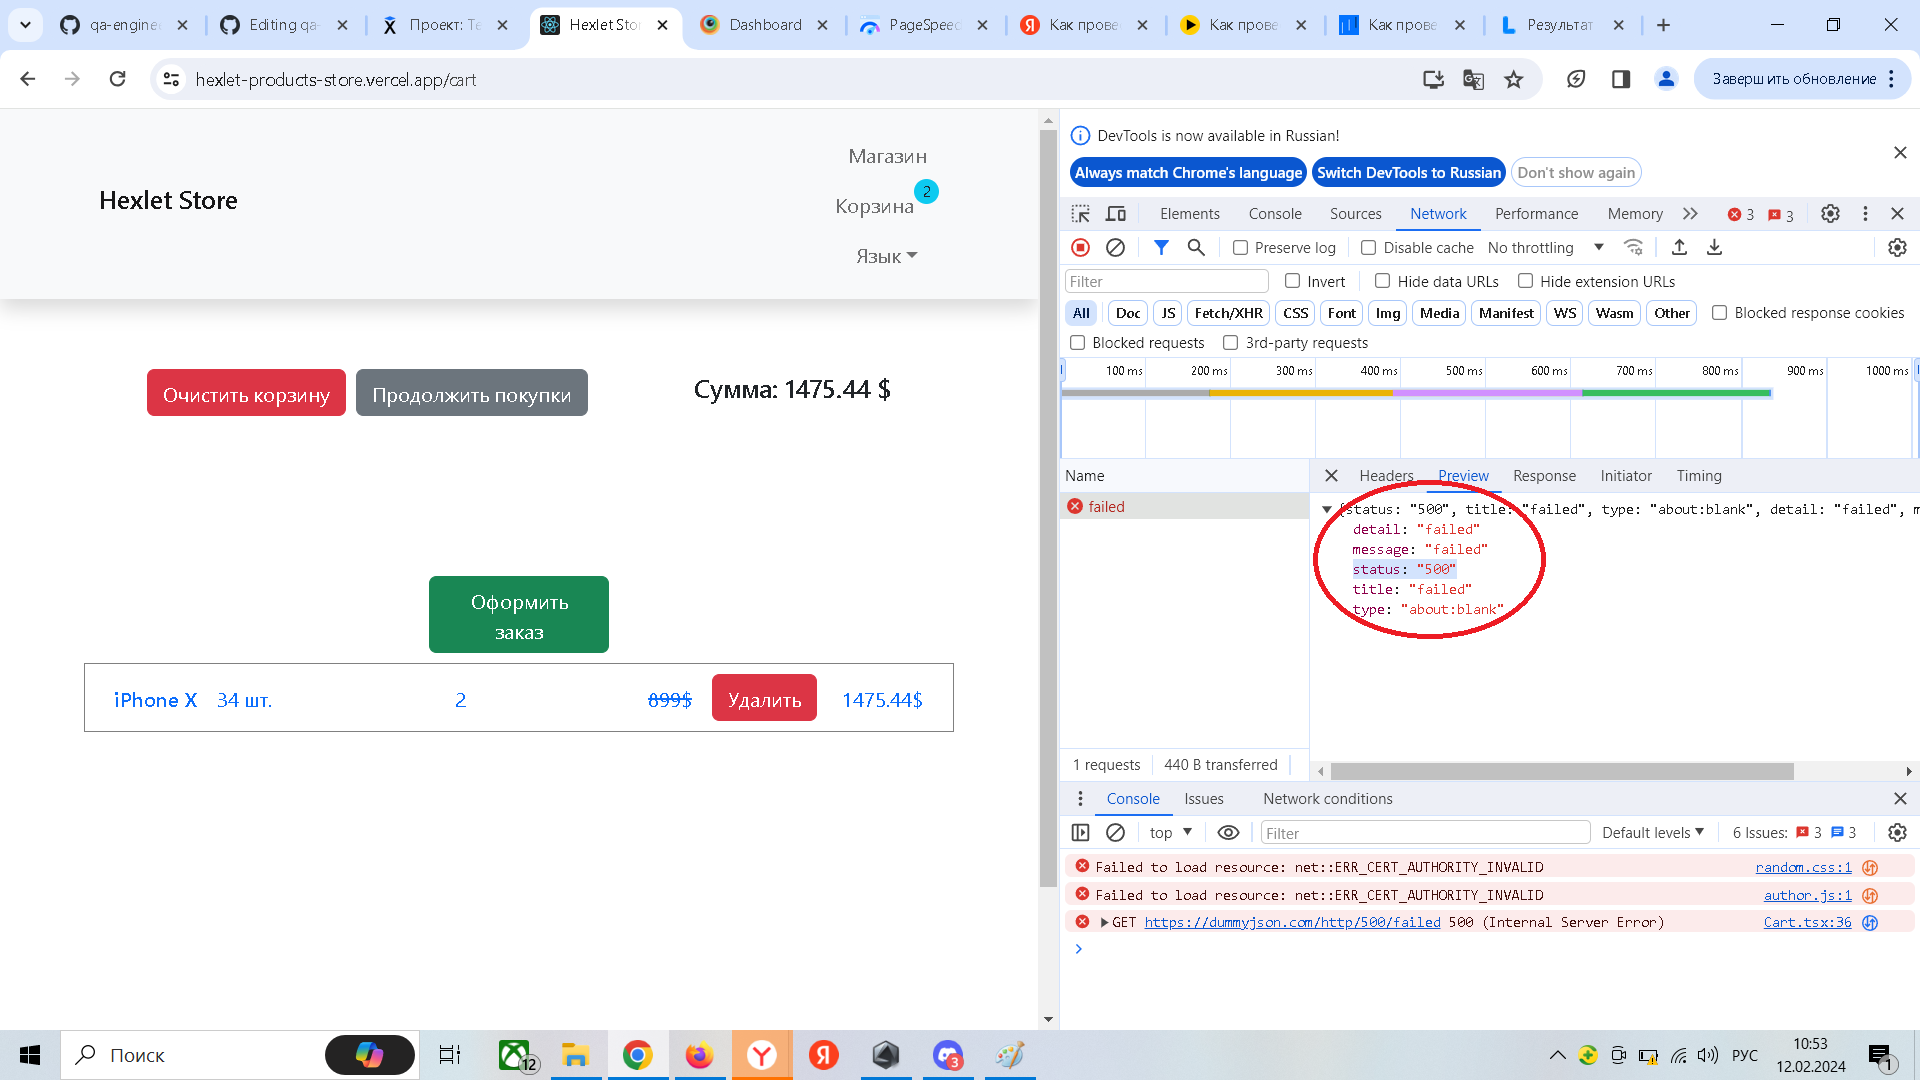 qa-engine
Editing qa-
Проект: Те
Hexlet Stor
Dashboard
PageSpeed
Как прове
Как прове
Как прове
Результат
hexlet-products-store.vercel.app/cart
Завершить обновление
Магазин
Hexlet Store
2
Корзина
Язык
Очистить корзину
Продолжить покупки
Сумма: 1475.44 $
Оформить
заказ
iPhone X 34 шт. 2 899$ Удалить 1475.44$
DevTools is now available in Russian!
Always match Chrome's language Switch DevTools to Russian Don't show again
Elements Console Sources Network Performance Memory 3 3
Preserve log Disable cache No throttling
Filter Invert Hide data URLs Hide extension URLs
All Doc JS Fetch/XHR CSS Font Img Media Manifest WS Wasm Other Blocked response cookies
Blocked requests 3rd-party requests
100 ms 200 ms 300 ms 400 ms 500 ms 600 ms 700 ms 800 ms 900 ms 1000 ms
Name
Headers Preview Response Initiator Timing
failed
{status: "500", title: "failed", type: "about:blank", detail: "failed", m
detail: "failed"
message: "failed"
status: "500"
title: "failed"
type: "about:blank"
1 requests 440 B transferred
Console Issues Network conditions
top Filter Default levels 6 Issues: 3 3
Failed to load resource: net::ERR_CERT_AUTHORITY_INVALID random.css:1
Failed to load resource: net::ERR_CERT_AUTHORITY_INVALID author.js:1
GET https://dummyjson.com/http/500/failed 500 (Internal Server Error) Cart.tsx:36
Поиск
12
3
РУС
10:53
12.02.2024
1